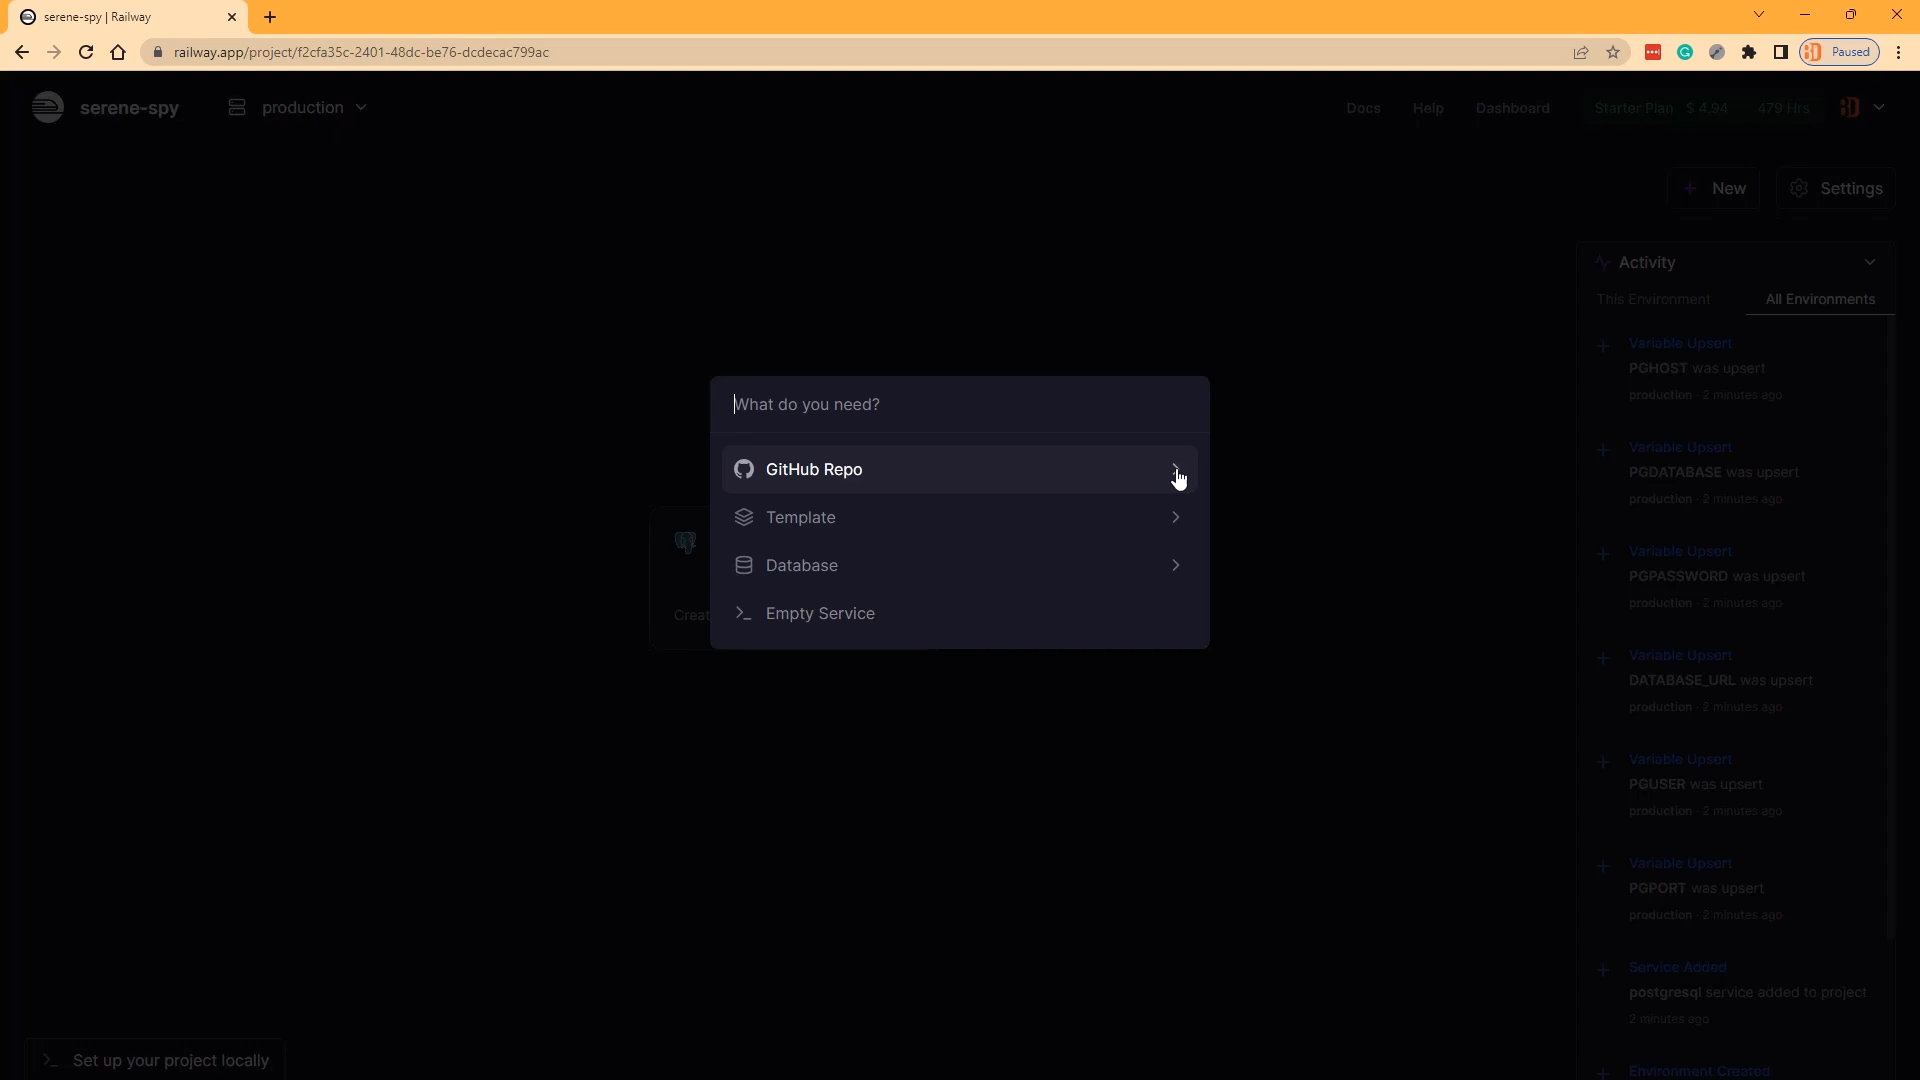 serene-spy | Railway
railway.app/project/f2cfa35c-2401-48dc-be76-dcdecac799ac
Paused
serene-spy
production
Docs
Help
Dashboard
Starter Plan $ 4.94 479 Hrs
New
Settings
Activity
This Environment
All Environments
Variable Upsert
PGHOST was upsert
production · 2 minutes ago
Variable Upsert
PGDATABASE was upsert
production · 2 minutes ago
Variable Upsert
PGPASSWORD was upsert
production · 2 minutes ago
Variable Upsert
DATABASE_URL was upsert
production · 2 minutes ago
Variable Upsert
PGUSER was upsert
production · 2 minutes ago
Variable Upsert
PGPORT was upsert
production · 2 minutes ago
Service Added
postgresql service added to project
2 minutes ago
Environment Created
What do you need?
GitHub Repo
Template
Database
Empty Service
Creat
Set up your project locally